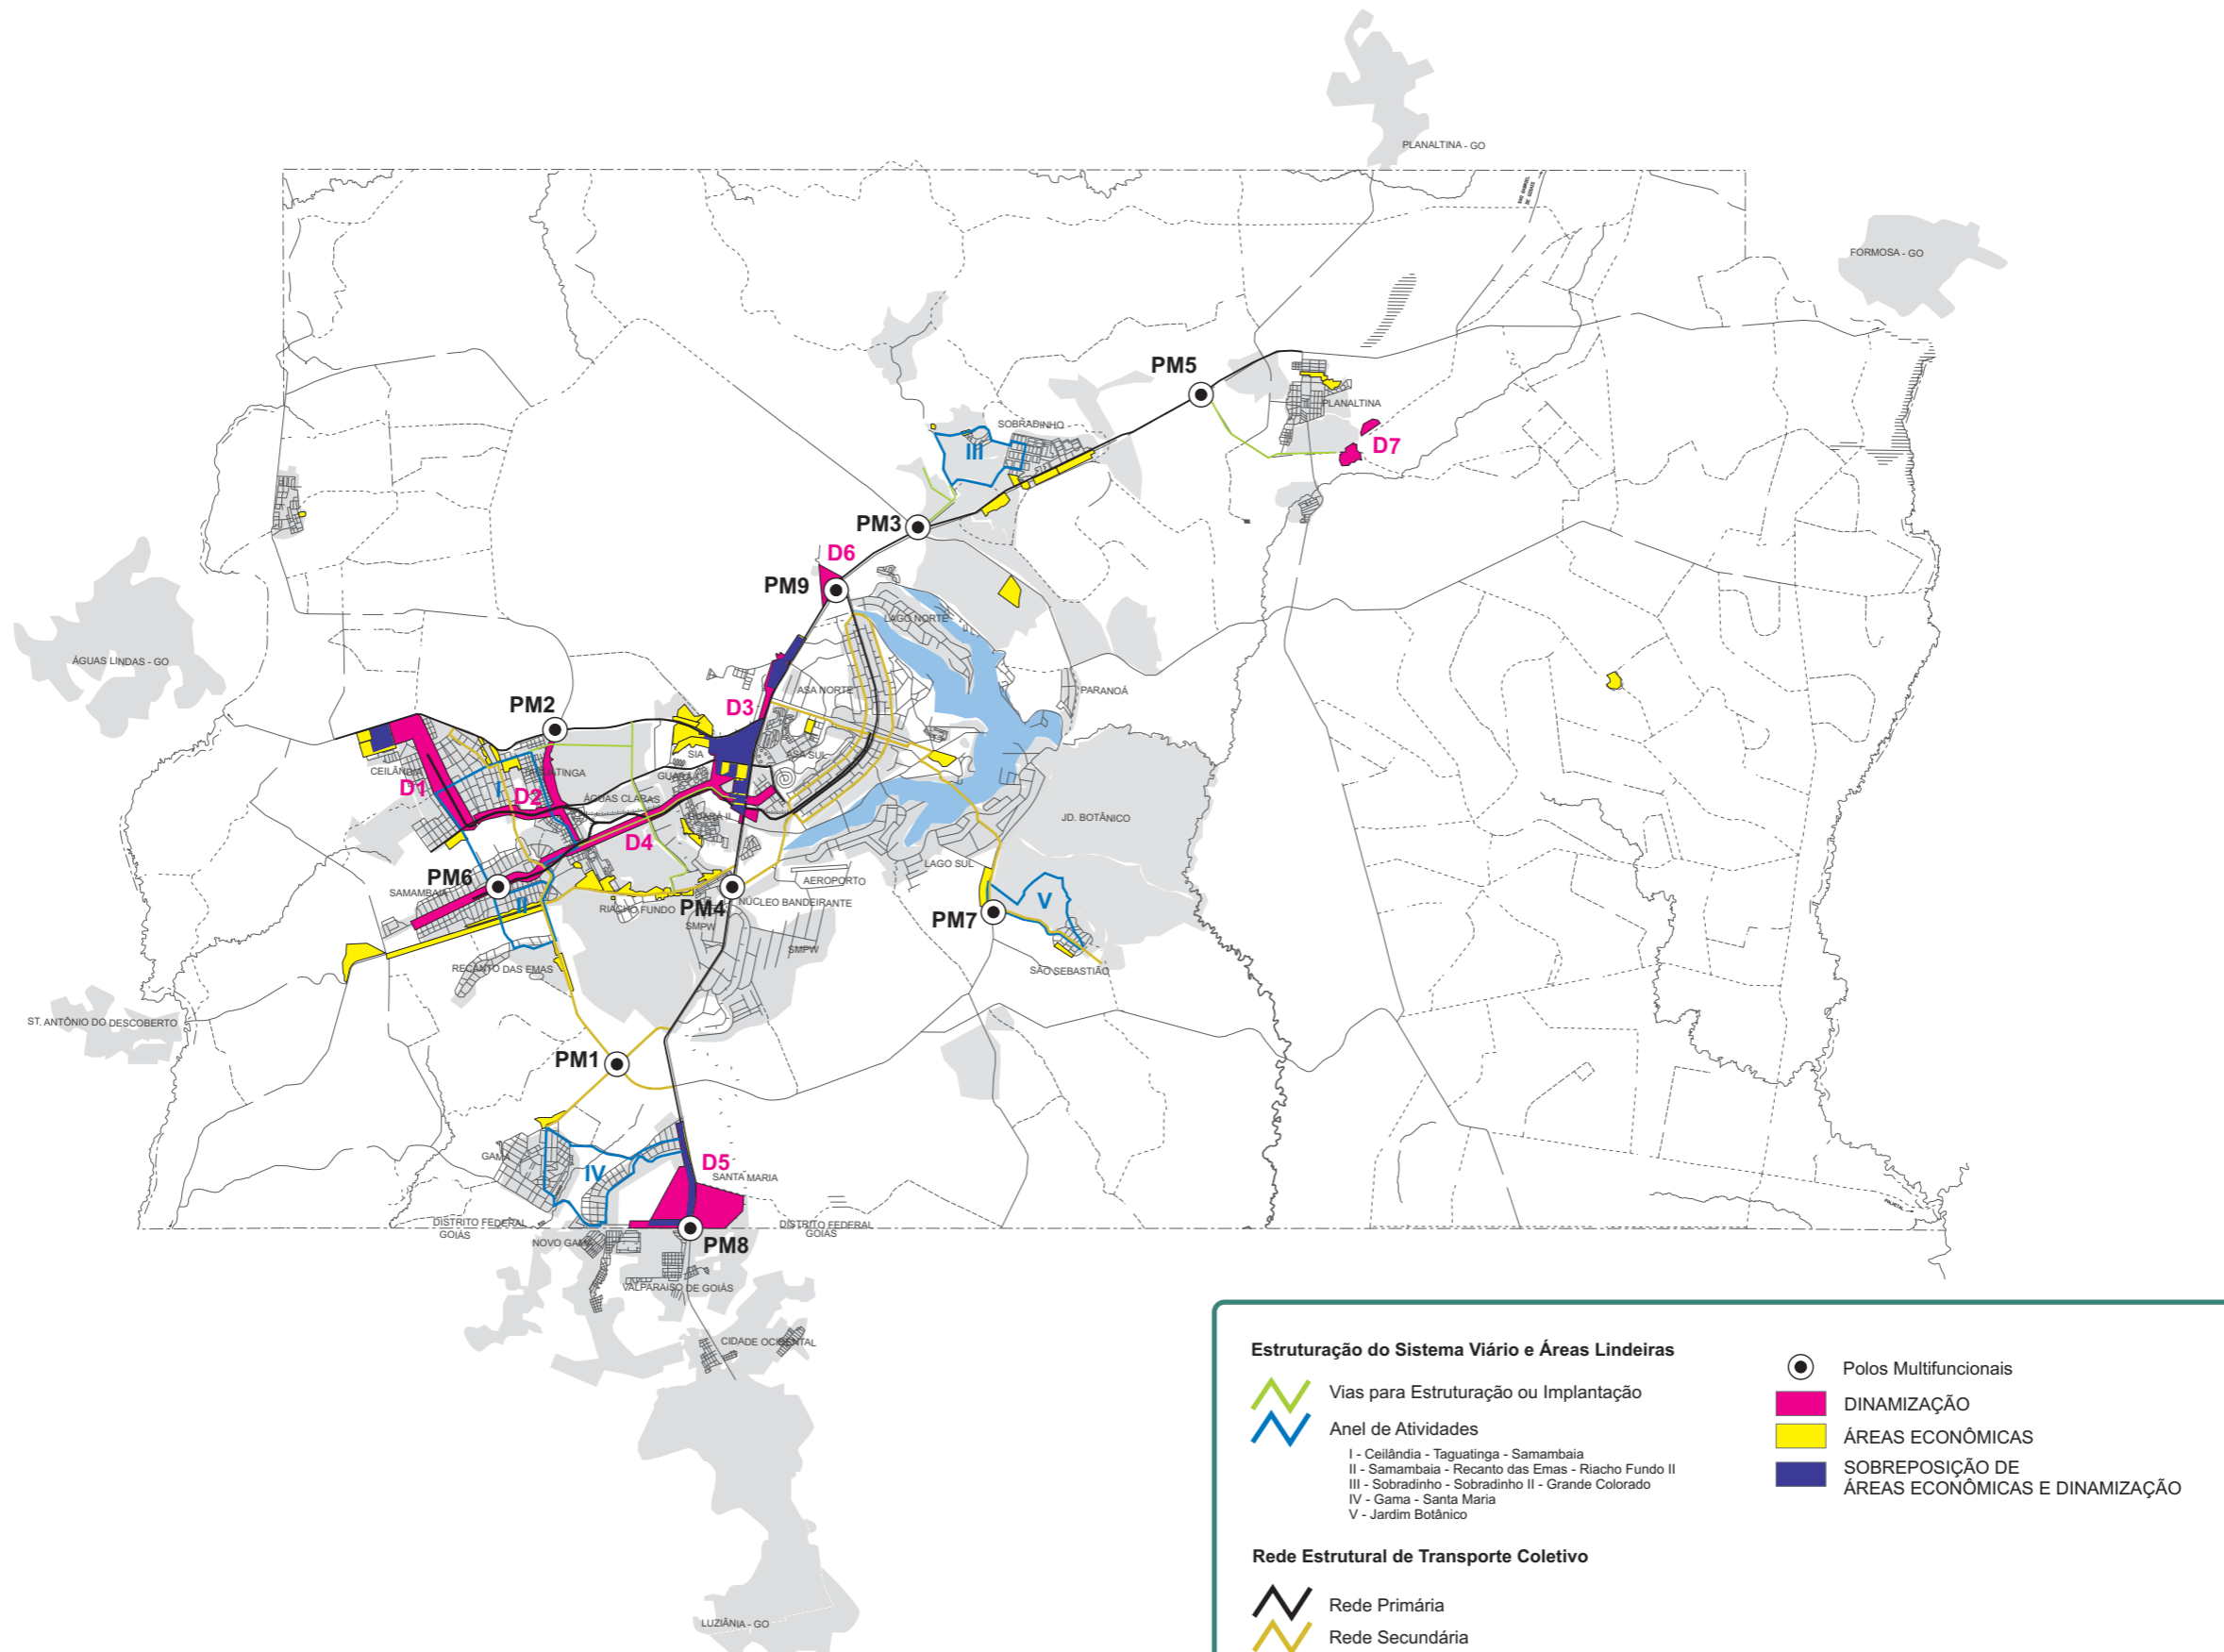 PLANALTINA - GO
SÃO GABRIEL
DE GOIÁS
FORMOSA - GO
PM5
PLANALTINA
SOBRADINHO
III
D7
PM3
D6
PM9
LAGO NORTE
ÁGUAS LINDAS - GO
ASA NORTE
PARANOÁ
PM2
D3
SIA
ASA SUL
CEILÂNDIA
TAGUATINGA
GUARÁ I
D1
I
D2
ÁGUAS CLARAS
GUARÁ II
JD. BOTÂNICO
D4
LAGO SUL
PM6
AEROPORTO
SAMAMBAIA
V
II
RIACHO FUNDO
PM4
NÚCLEO BANDEIRANTE
PM7
SMPW
SMPW
RECANTO DAS EMAS
SÃO SEBASTIÃO
ST. ANTÔNIO DO DESCOBERTO
PM1
GAMA
D5
IV
SANTA MARIA
DISTRITO FEDERAL
GOIÁS
DISTRITO FEDERAL
GOIÁS
NOVO GAMA
PM8
VALPARAISO DE GOIÁS
CIDADE OCIDENTAL
LUZIÂNIA - GO
Estruturação do Sistema Viário e Áreas Lindeiras
Vias para Estruturação ou Implantação
Anel de Atividades
I - Ceilândia - Taguatinga - Samambaia
II - Samambaia - Recanto das Emas - Riacho Fundo II
III - Sobradinho - Sobradinho II - Grande Colorado
IV - Gama - Santa Maria
V - Jardim Botânico
Rede Estrutural de Transporte Coletivo
Rede Primária
Rede Secundária
Polos Multifuncionais
DINAMIZAÇÃO
ÁREAS ECONÔMICAS
SOBREPOSIÇÃO DE
ÁREAS ECONÔMICAS E DINAMIZAÇÃO